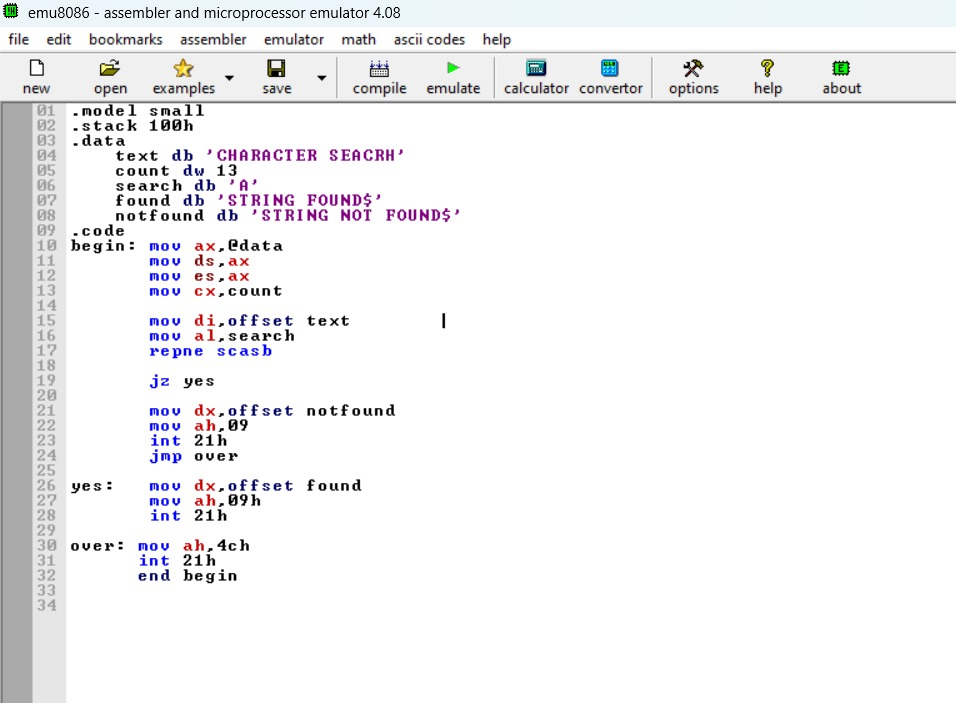 emu8086 - assembler and microprocessor emulator 4.08
file edit bookmarks assembler emulator math ascii codes help
new open examples save compile emulate calculator convertor options help about
01 .model small
02 .stack 100h
03 .data
04     text db 'CHARACTER SEACRH'
05     count dw 13
06     search db 'A'
07     found db 'STRING FOUND$'
08     notfound db 'STRING NOT FOUND$'
09 .code
10 begin: mov ax,@data
11        mov ds,ax
12        mov es,ax
13        mov cx,count
14
15        mov di,offset text
16        mov al,search
17        repne scasb
18
19        jz yes
20
21        mov dx,offset notfound
22        mov ah,09
23        int 21h
24        jmp over
25
26 yes:   mov dx,offset found
27        mov ah,09h
28        int 21h
29
30 over: mov ah,4ch
31       int 21h
32       end begin
33
34